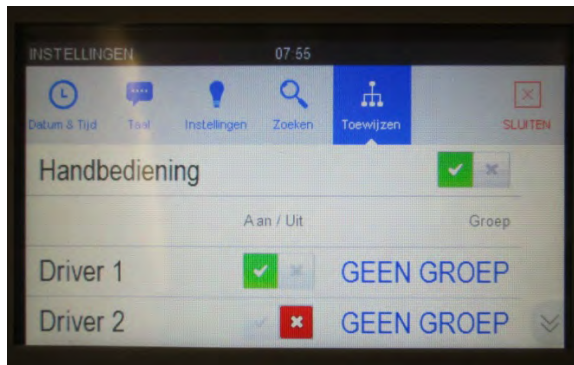 INSTELLINGEN 07:55
Datum & Tijd Taal Instellingen Zoeken Toewijzen SLUITEN
Handbediening
Aan / Uit Groep
Driver 1 GEEN GROEP
Driver 2 GEEN GROEP